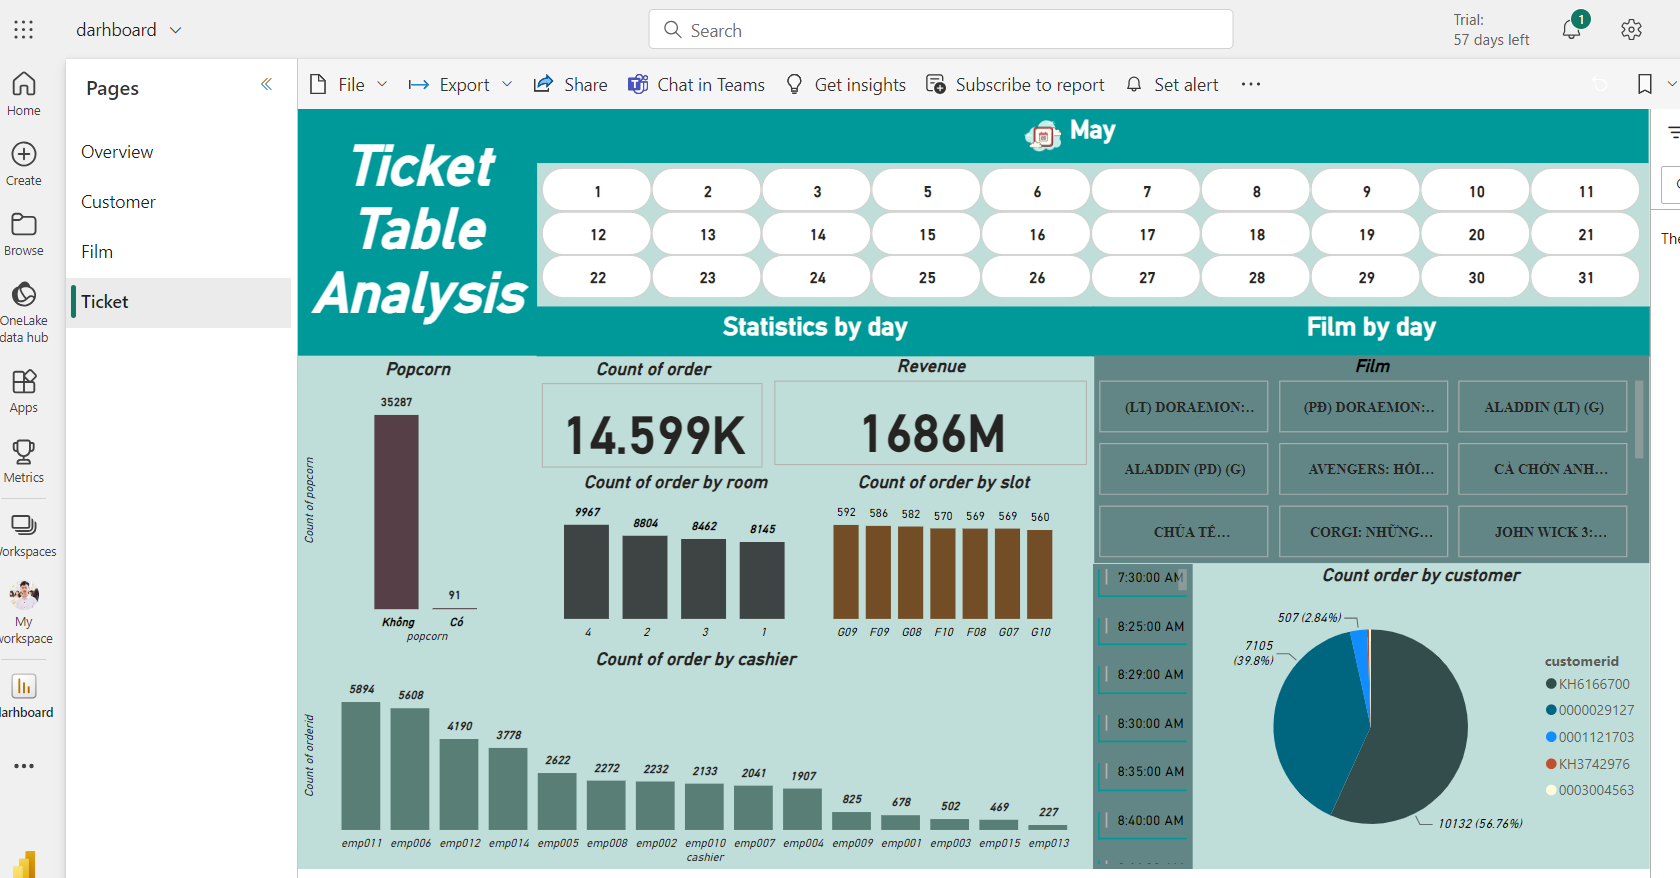 darhboard
Search
Trial:
57 days left
1
Home
Create
Browse
OneLake
data hub
Apps
Metrics
Workspaces
My
workspace
darhboard
Pages
Overview
Customer
Film
Ticket
File
Export
Share
Chat in Teams
Get insights
Subscribe to report
Set alert
Ticket
Table
Analysis
May
1 2 3 5 6 7 8 9 10 11
12 13 14 15 16 17 18 19 20 21
22 23 24 25 26 27 28 29 30 31
Statistics by day
Film by day
Popcorn
35287
91
Count of popcorn
Không Có
popcorn
Count of order
14.599K
Revenue
1686M
Count of order by room
9967 8804 8462 8145
4 2 3 1
Count of order by slot
592 586 582 570 569 569 560
G09 F09 G08 F10 F08 G07 G10
Count of order by cashier
Count of orderid
5894 5608 4190 3778 2622 2272 2232 2133 2041 1907 825 678 502 469 227
emp011 emp006 emp012 emp014 emp005 emp008 emp002 emp010 emp007 emp004 emp009 emp001 emp003 emp015 emp013
cashier
Film
(LT) DORAEMON:.. (PĐ) DORAEMON:.. ALADDIN (LT) (G)
ALADDIN (PD) (G) AVENGERS: HỒI... CÀ CHỚN ANH...
CHÚA TỂ... CORGI: NHỮNG... JOHN WICK 3:...
7:30:00 AM
8:25:00 AM
8:29:00 AM
8:30:00 AM
8:35:00 AM
8:40:00 AM
Count order by customer
507 (2.84%)
7105
(39.8%)
10132 (56.76%)
customerid
KH6166700
0000029127
0001121703
KH3742976
0003004563